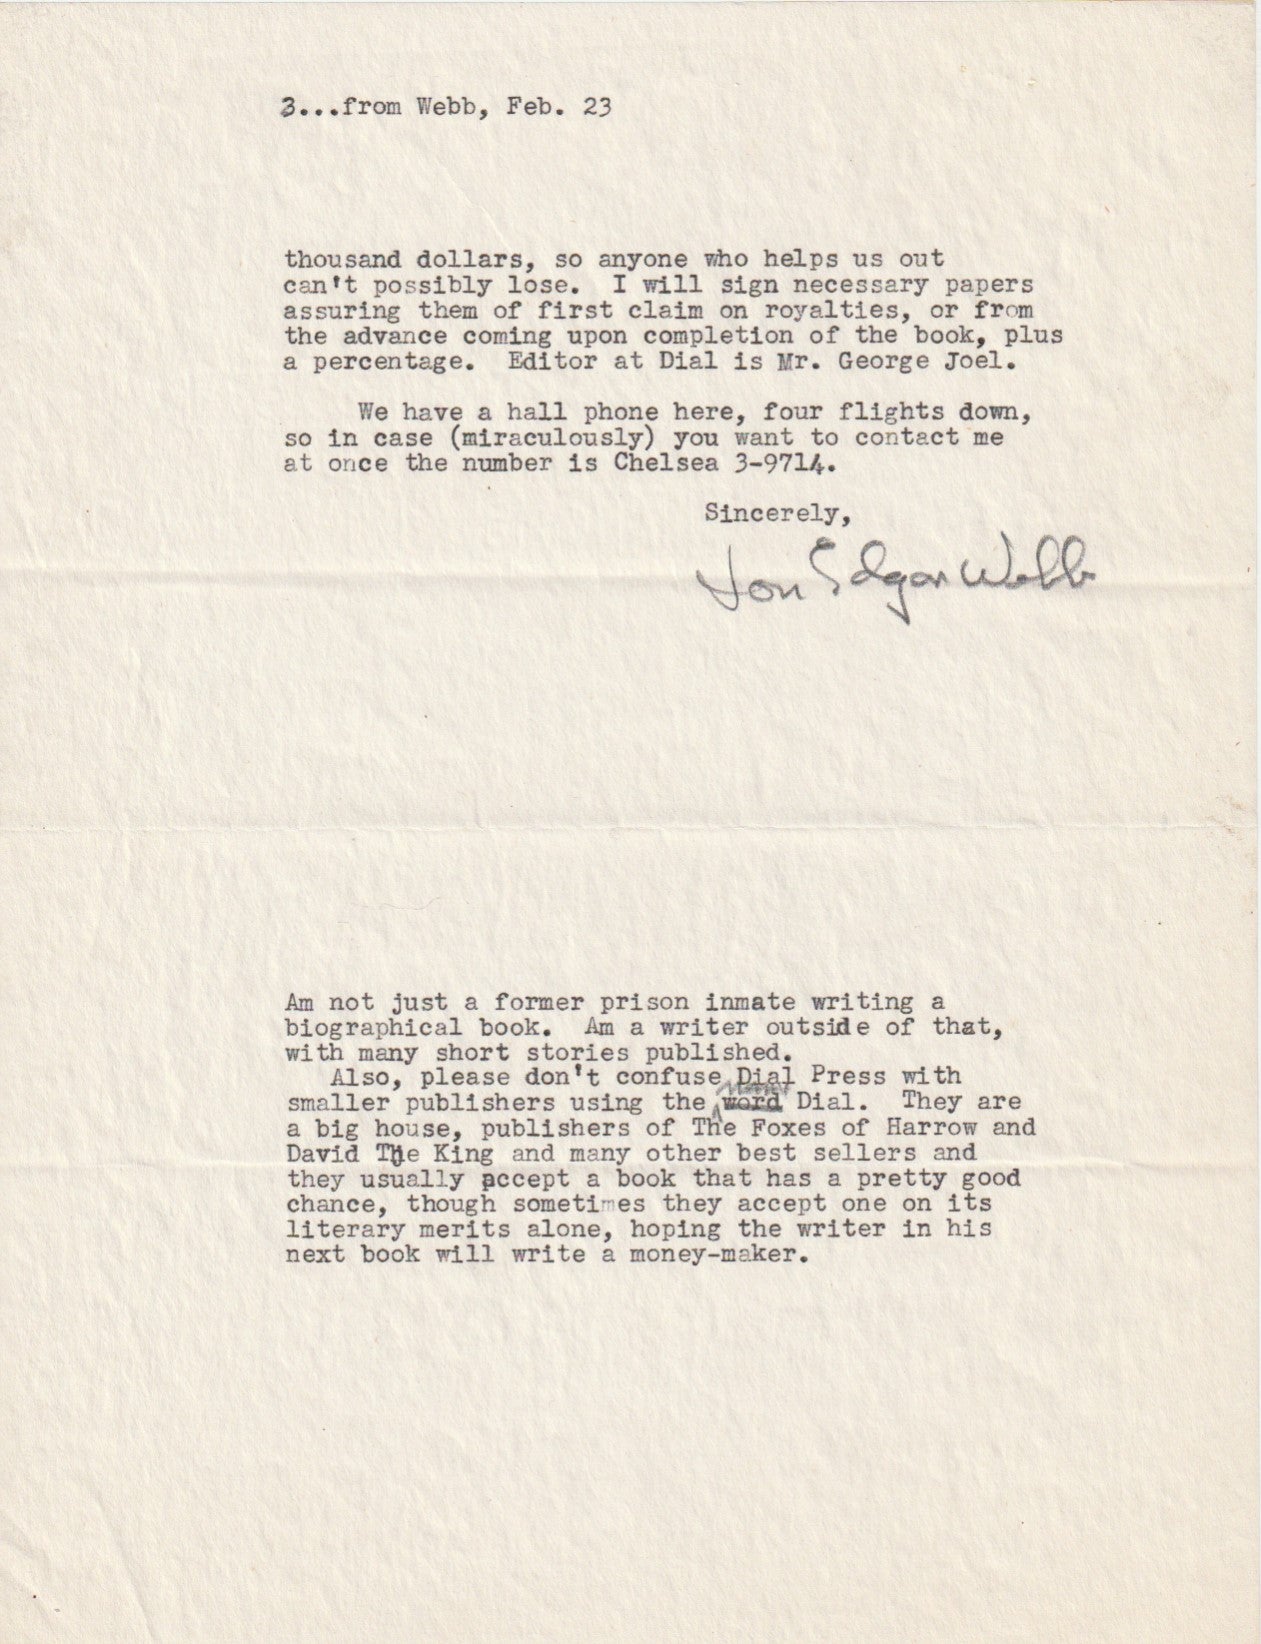 3...from Webb, Feb. 23
thousand dollars, so anyone who helps us out
can't possibly lose. I will sign necessary papers
assuring them of first claim on royalties, or from
the advance coming upon completion of the book, plus
a percentage. Editor at Dial is Mr. George Joel.
We have a hall phone here, four flights down,
so in case (miraculously) you want to contact me
at once the number is Chelsea 3-9714.
Sincerely,
Jon Edgar Webb
Am not just a former prison inmate writing a
biographical book. Am a writer outside of that,
with many short stories published.
Also, please don't confuse Dial Press with
smaller publishers using the word Dial. They are
a big house, publishers of The Foxes of Harrow and
David The King and many other best sellers and
they usually accept a book that has a pretty good
chance, though sometimes they accept one on its
literary merits alone, hoping the writer in his
next book will write a money-maker.